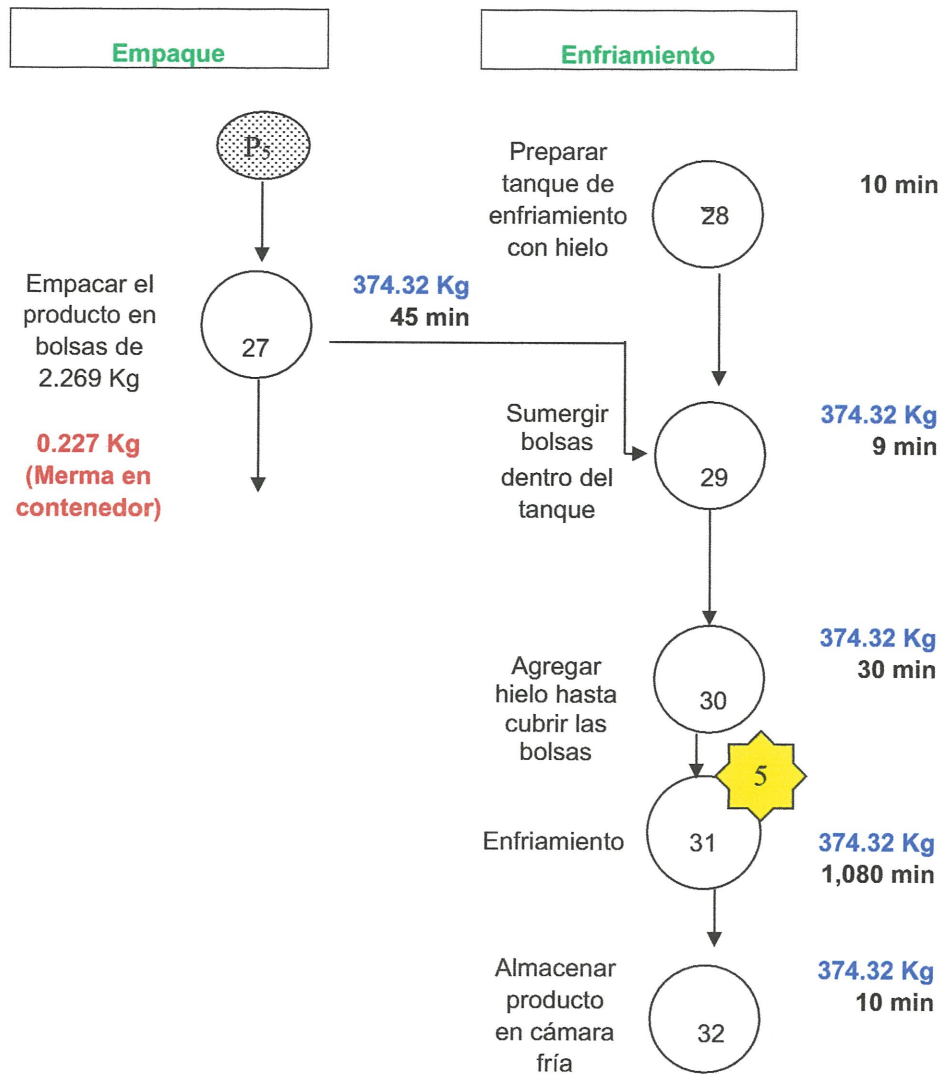 Empaque
Enfriamiento
P5
Preparar
tanque de
enfriamiento
con hielo
28
10 min
Empacar el
producto en
bolsas de
2.269 Kg
27
374.32 Kg
45 min
0.227 Kg
(Merma en
contenedor)
Sumergir
bolsas
dentro del
tanque
29
374.32 Kg
9 min
Agregar
hielo hasta
cubrir las
bolsas
30
374.32 Kg
30 min
5
Enfriamiento
31
374.32 Kg
1,080 min
Almacenar
producto
en cámara
fría
32
374.32 Kg
10 min